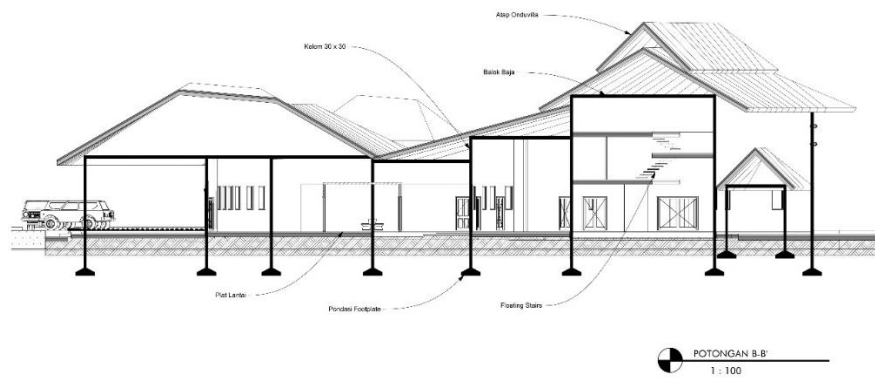 Atap Onduvilla
Kolom 30 x 30
Balok Baja
Plat Lantai
Pondasi Footplate
Floating Stairs
POTONGAN B-B'
1 : 100